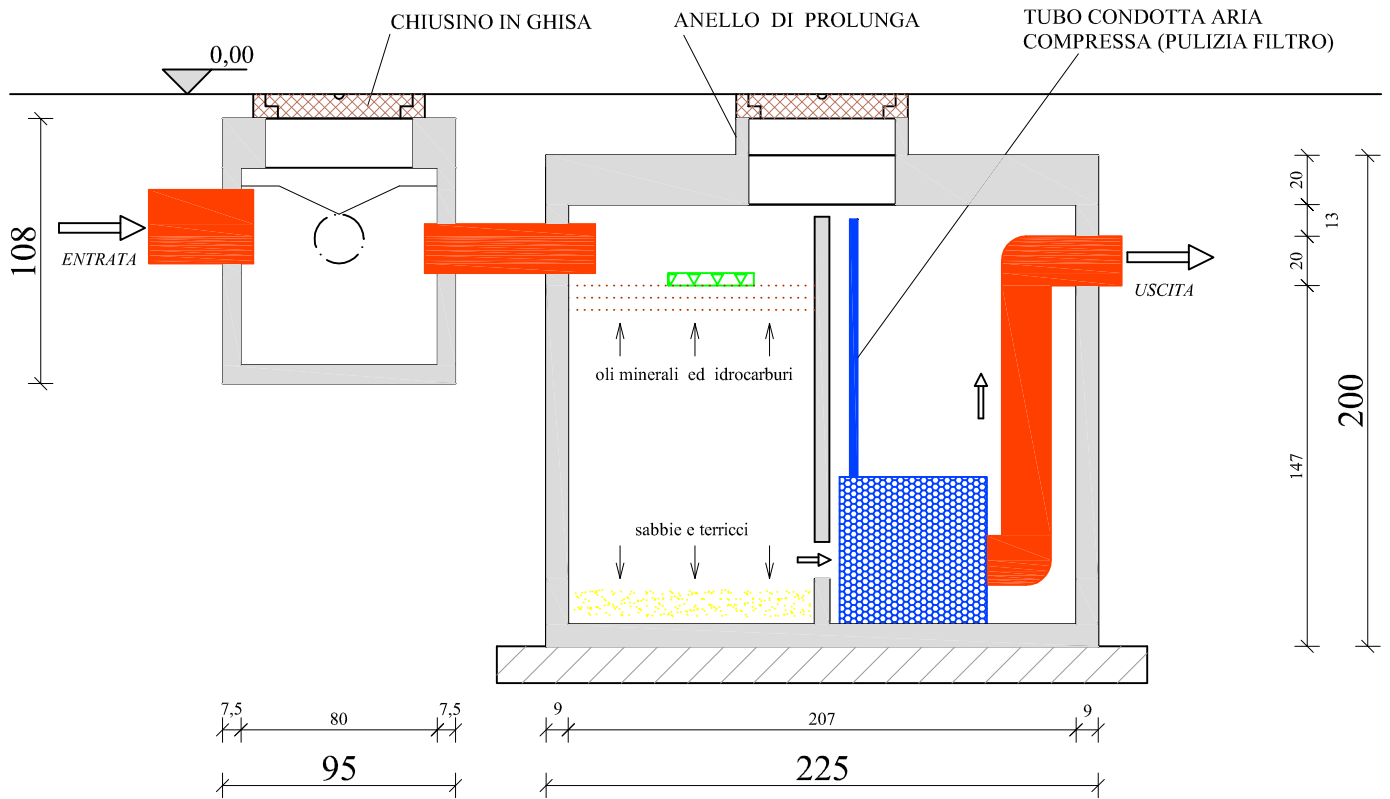 CHIUSINO IN GHISA
ANELLO DI PROLUNGA
TUBO CONDOTTA ARIA
COMPRESSA (PULIZIA FILTRO)
0,00
108
ENTRATA
20
13
20
USCITA
oli minerali ed idrocarburi
200
147
sabbie e terricci
7,5
80
7,5
9
207
9
95
225